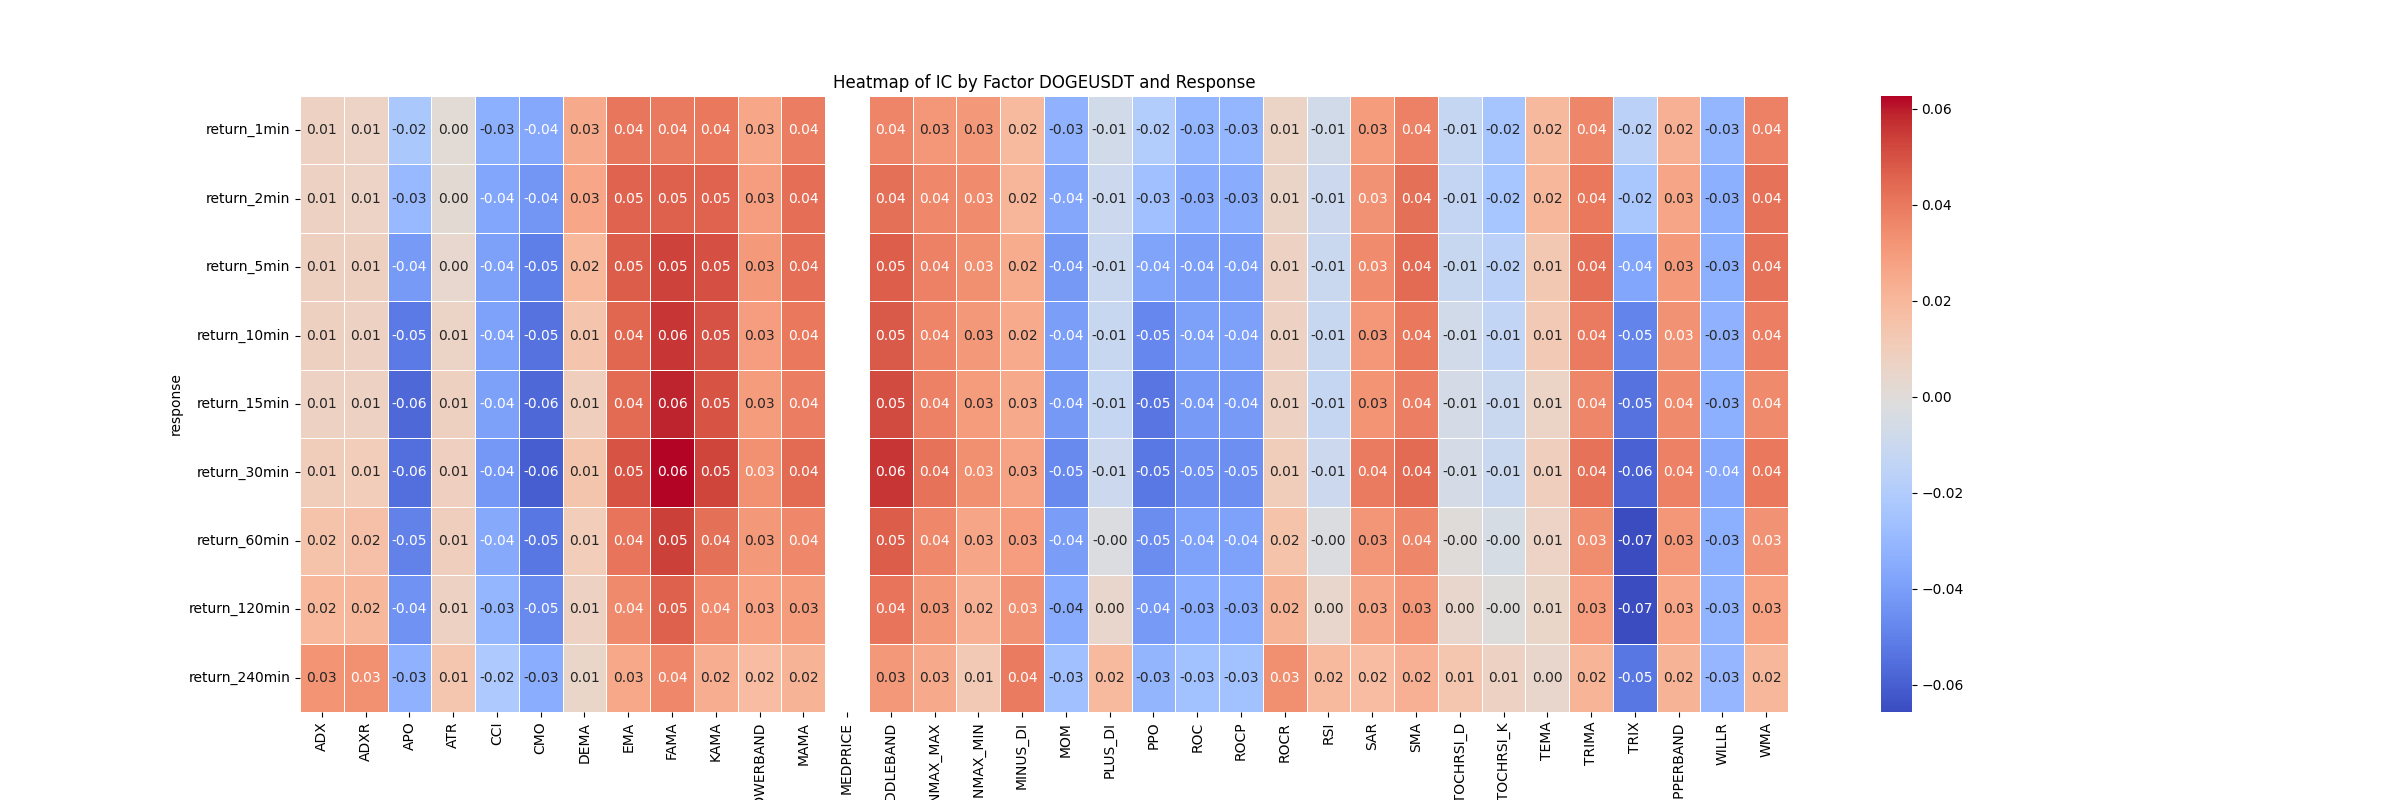 Heatmap of IC by Factor DOGEUSDT and Response
response
return_1min 0.01 0.01 -0.02 0.00 -0.03 -0.04 0.03 0.04 0.04 0.04 0.03 0.04 0.04 0.03 0.03 0.02 -0.03 -0.01 -0.02 -0.03 -0.03 0.01 -0.01 0.03 0.04 -0.01 -0.02 0.02 0.04 -0.02 0.02 -0.03 0.04
return_2min 0.01 0.01 -0.03 0.00 -0.04 -0.04 0.03 0.05 0.05 0.05 0.03 0.04 0.04 0.04 0.03 0.02 -0.04 -0.01 -0.03 -0.03 -0.03 0.01 -0.01 0.03 0.04 -0.01 -0.02 0.02 0.04 -0.02 0.03 -0.03 0.04
return_5min 0.01 0.01 -0.04 0.00 -0.04 -0.05 0.02 0.05 0.05 0.05 0.03 0.04 0.05 0.04 0.03 0.02 -0.04 -0.01 -0.04 -0.04 -0.04 0.01 -0.01 0.03 0.04 -0.01 -0.02 0.01 0.04 -0.04 0.03 -0.03 0.04
return_10min 0.01 0.01 -0.05 0.01 -0.04 -0.05 0.01 0.04 0.06 0.05 0.03 0.04 0.05 0.04 0.03 0.02 -0.04 -0.01 -0.05 -0.04 -0.04 0.01 -0.01 0.03 0.04 -0.01 -0.01 0.01 0.04 -0.05 0.03 -0.03 0.04
return_15min 0.01 0.01 -0.06 0.01 -0.04 -0.06 0.01 0.04 0.06 0.05 0.03 0.04 0.05 0.04 0.03 0.03 -0.04 -0.01 -0.05 -0.04 -0.04 0.01 -0.01 0.03 0.04 -0.01 -0.01 0.01 0.04 -0.05 0.04 -0.03 0.04
return_30min 0.01 0.01 -0.06 0.01 -0.04 -0.06 0.01 0.05 0.06 0.05 0.03 0.04 0.06 0.04 0.03 0.03 -0.05 -0.01 -0.05 -0.05 -0.05 0.01 -0.01 0.04 0.04 -0.01 -0.01 0.01 0.04 -0.06 0.04 -0.04 0.04
return_60min 0.02 0.02 -0.05 0.01 -0.04 -0.05 0.01 0.04 0.05 0.04 0.03 0.04 0.05 0.04 0.03 0.03 -0.04 -0.00 -0.05 -0.04 -0.04 0.02 -0.00 0.03 0.04 -0.00 -0.00 0.01 0.03 -0.07 0.03 -0.03 0.03
return_120min 0.02 0.02 -0.04 0.01 -0.03 -0.05 0.01 0.04 0.05 0.04 0.03 0.03 0.04 0.03 0.02 0.03 -0.04 0.00 -0.04 -0.03 -0.03 0.02 0.00 0.03 0.03 0.00 -0.00 0.01 0.03 -0.07 0.03 -0.03 0.03
return_240min 0.03 0.03 -0.03 0.01 -0.02 -0.03 0.01 0.03 0.04 0.02 0.02 0.02 0.03 0.03 0.01 0.04 -0.03 0.02 -0.03 -0.03 -0.03 0.03 0.02 0.02 0.02 0.01 0.01 0.00 0.02 -0.05 0.02 -0.03 0.02
ADX
ADXR
APO
ATR
CCI
CMO
DEMA
EMA
FAMA
KAMA
OWERBAND
MAMA
MEDPRICE
DDLEBAND
NMAX_MAX
NMAX_MIN
MINUS_DI
MOM
PLUS_DI
PPO
ROC
ROCP
ROCR
RSI
SAR
SMA
TOCHRSI_D
TOCHRSI_K
TEMA
TRIMA
TRIX
PPERBAND
WILLR
WMA
0.06
0.04
0.02
0.00
−0.02
−0.04
−0.06